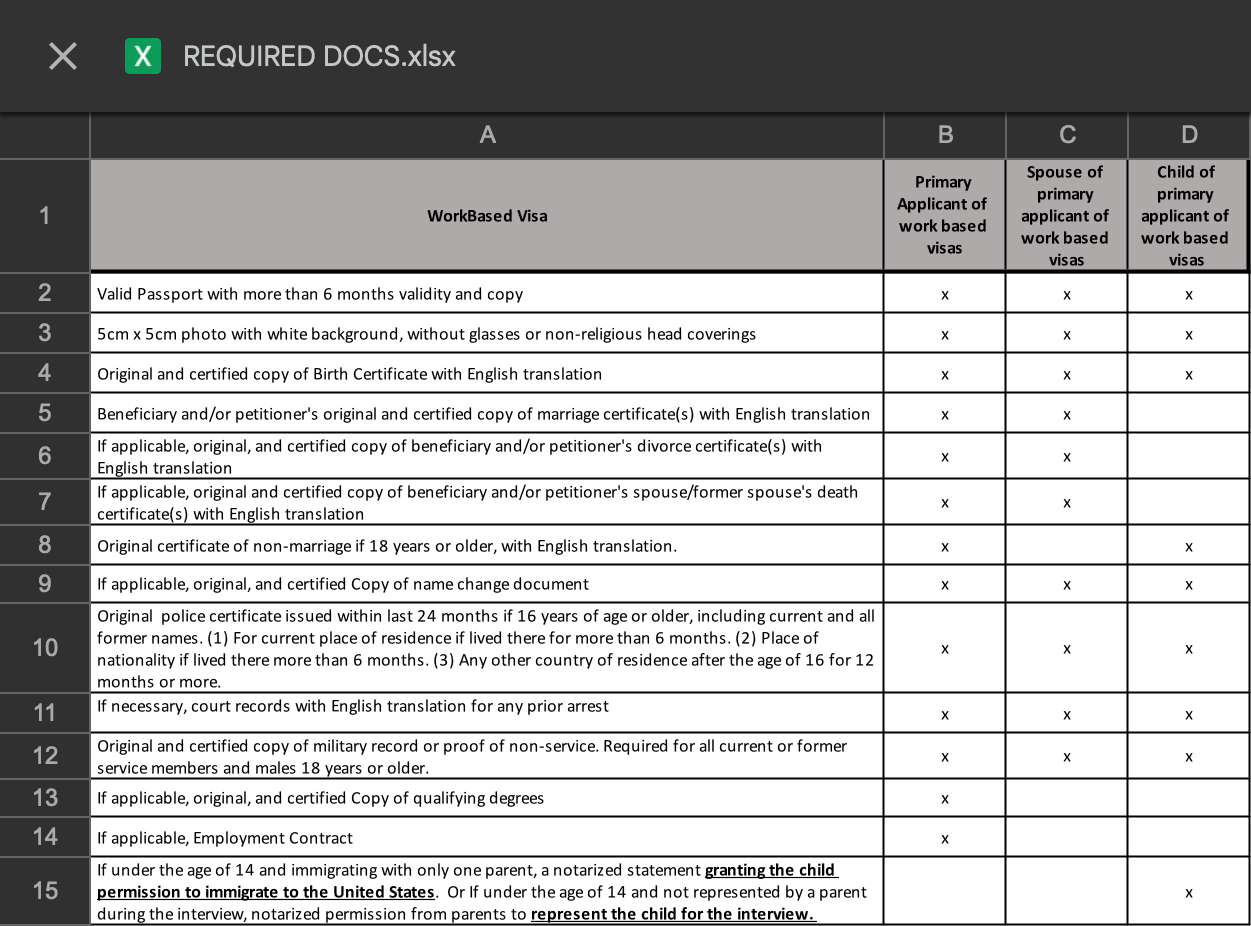 X REQUIRED DOCS.xlsx
A B C D
1 WorkBased Visa Primary Applicant of work based visas Spouse of primary applicant of work based visas Child of primary applicant of work based visas
2 Valid Passport with more than 6 months validity and copy x x x
3 5cm x 5cm photo with white background, without glasses or non-religious head coverings x x x
4 Original and certified copy of Birth Certificate with English translation x x x
5 Beneficiary and/or petitioner's original and certified copy of marriage certificate(s) with English translation x x
6 If applicable, original, and certified copy of beneficiary and/or petitioner's divorce certificate(s) with
English translation x x
7 If applicable, original and certified copy of beneficiary and/or petitioner's spouse/former spouse's death
certificate(s) with English translation x x
8 Original certificate of non-marriage if 18 years or older, with English translation. x x
9 If applicable, original, and certified Copy of name change document x x x
10 Original police certificate issued within last 24 months if 16 years of age or older, including current and all
former names. (1) For current place of residence if lived there for more than 6 months. (2) Place of
nationality if lived there more than 6 months. (3) Any other country of residence after the age of 16 for 12
months or more. x x x
11 If necessary, court records with English translation for any prior arrest x x x
12 Original and certified copy of military record or proof of non-service. Required for all current or former
service members and males 18 years or older. x x x
13 If applicable, original, and certified Copy of qualifying degrees x
14 If applicable, Employment Contract x
15 If under the age of 14 and immigrating with only one parent, a notarized statement granting the child
permission to immigrate to the United States. Or If under the age of 14 and not represented by a parent
during the interview, notarized permission from parents to represent the child for the interview. x